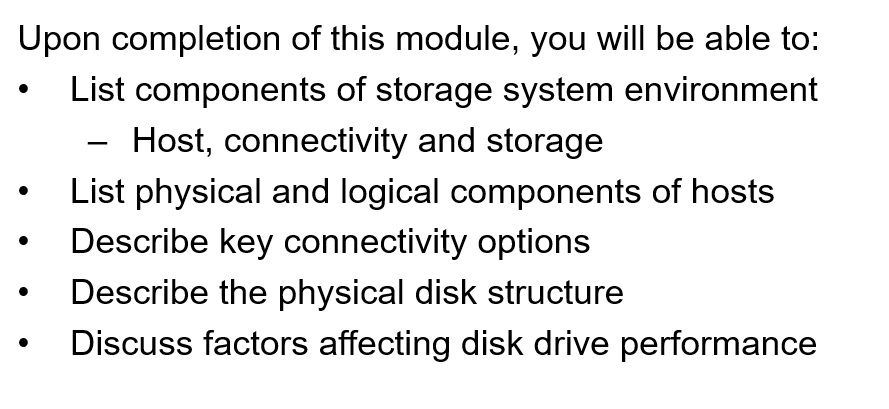 Upon completion of this module, you will be able to:
• List components of storage system environment
– Host, connectivity and storage
• List physical and logical components of hosts
• Describe key connectivity options
• Describe the physical disk structure
• Discuss factors affecting disk drive performance